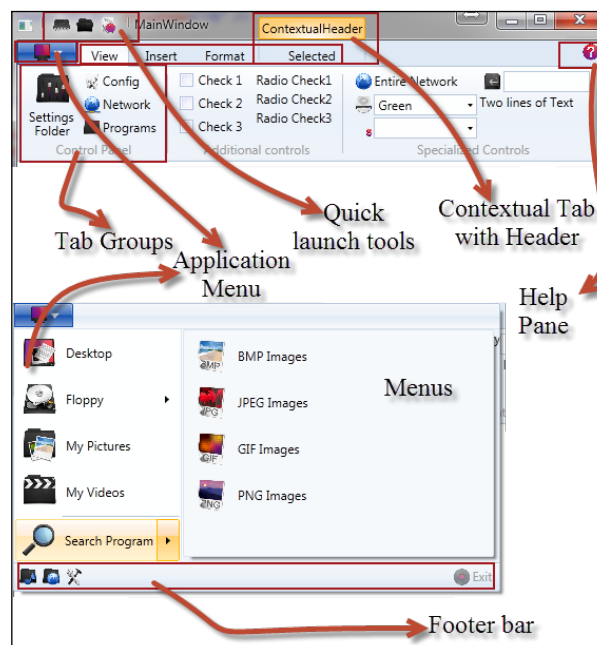 MainWindow
ContextualHeader
View Insert Format Selected
Settings Folder
Config
Network
Programs
Control Panel
Check 1
Check 2
Check 3
Radio Check1
Radio Check2
Radio Check3
Additional controls
Entire Network
Green
s
Two lines of Text
Specialized Controls
Tab Groups
Application
Menu
Quick
launch tools
Contextual Tab
with Header
Help
Pane
Desktop
Floppy
My Pictures
My Videos
Search Program
BMP Images
JPEG Images
GIF Images
PNG Images
Menus
Exit
Footer bar